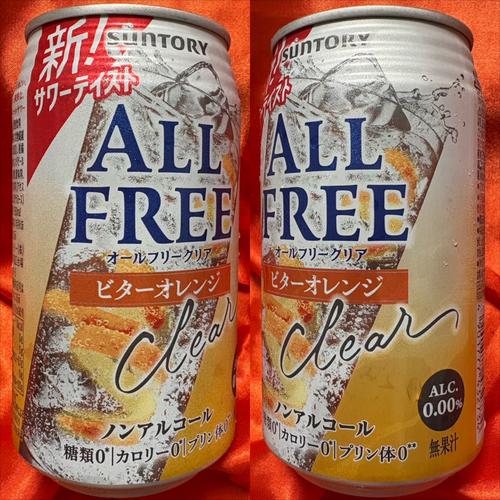 新!
サワーテイスト
SUNTORY
ALL
FREE
オールフリークリア
ビターオレンジ
clear
ノンアルコール
糖類0*|カロリー0*|プリン体0**
SUNTORY
ALL
FREE
オールフリークリア
ビターオレンジ
clear
ALC.
0.00%
ノンアルコール
糖類0*|カロリー0*|プリン体0**
無果汁